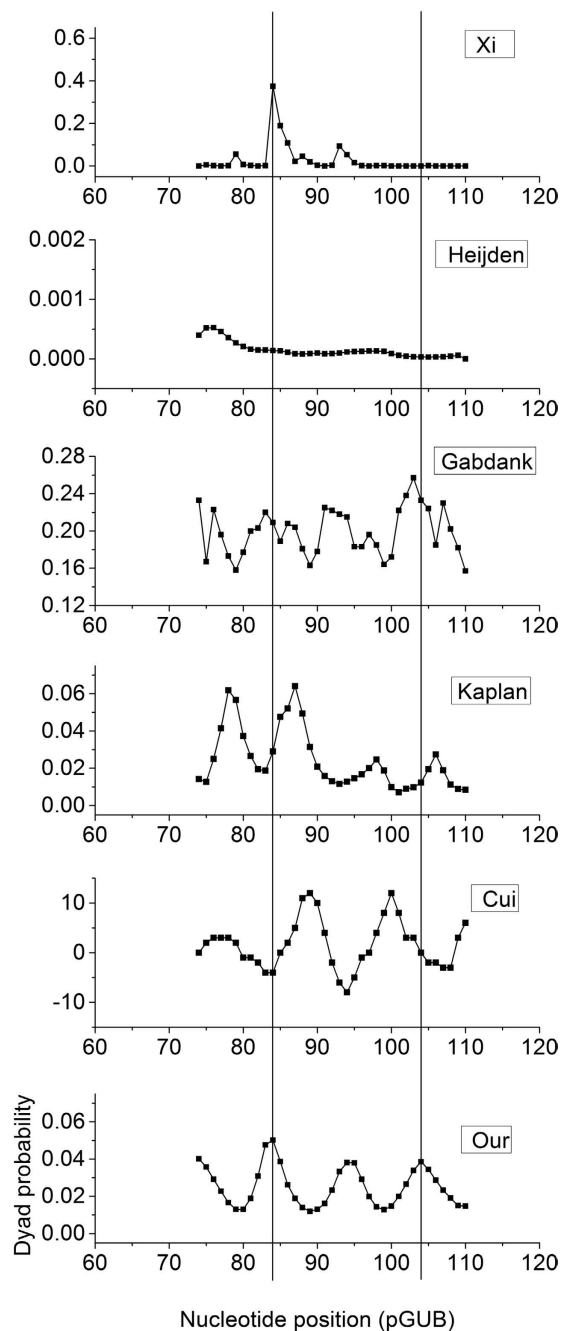 Xi
0.6
0.4
0.2
0.0
60 70 80 90 100 110 120
Heijden
0.002
0.001
0.000
60 70 80 90 100 110 120
Gabdank
0.28
0.24
0.20
0.16
0.12
60 70 80 90 100 110 120
Kaplan
0.06
0.04
0.02
0.00
60 70 80 90 100 110 120
Cui
10
0
-10
60 70 80 90 100 110 120
Our
Dyad probability
0.06
0.04
0.02
0.00
60 70 80 90 100 110 120
Nucleotide position (pGUB)